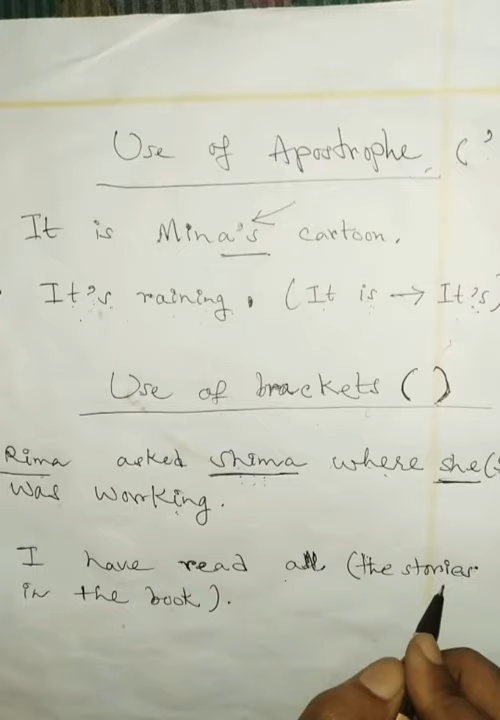 Use of Apostrophe (’
It is Mina's cartoon.
It's raining. (It is → It's)
Use of brackets ()
Rima asked Shima where she (
was working.
I have read all (the stories
in the book).